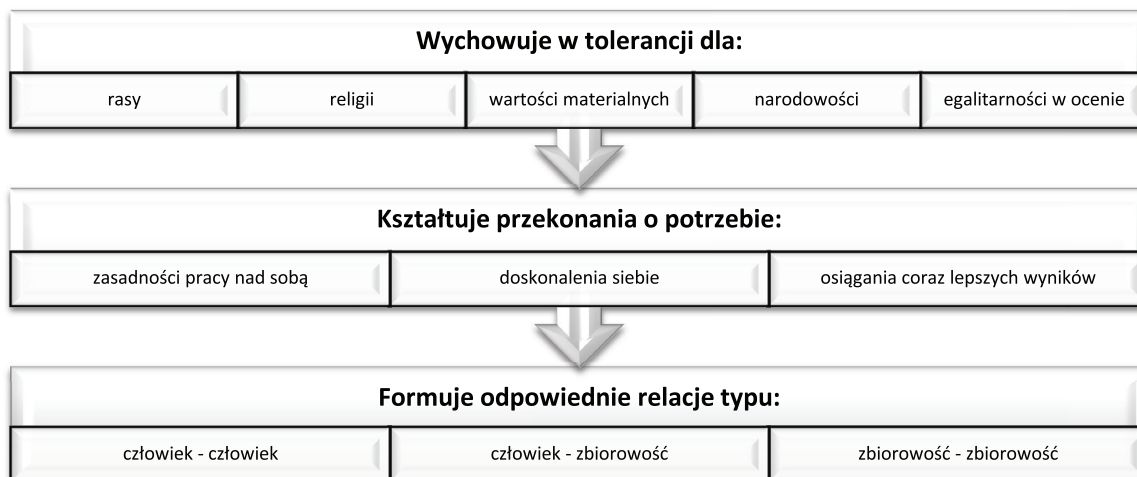 Wychowuje w tolerancji dla:
rasy
religii
wartości materialnych
narodowości
egalitarności w ocenie
Kształtuje przekonania o potrzebie:
zasadności pracy nad sobą
doskonalenia siebie
osiągania coraz lepszych wyników
Formuje odpowiednie relacje typu:
człowiek - człowiek
człowiek - zbiorowość
zbiorowość - zbiorowość